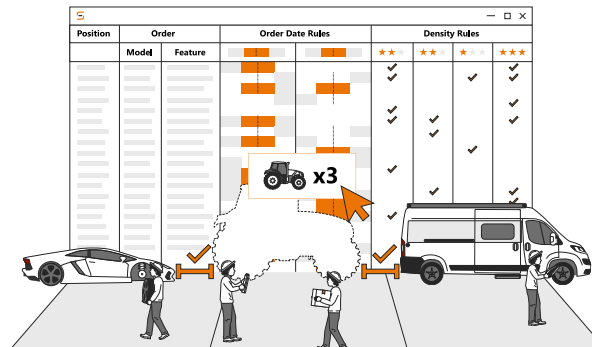 Position Order Order Date Rules Density Rules
Model Feature
x3